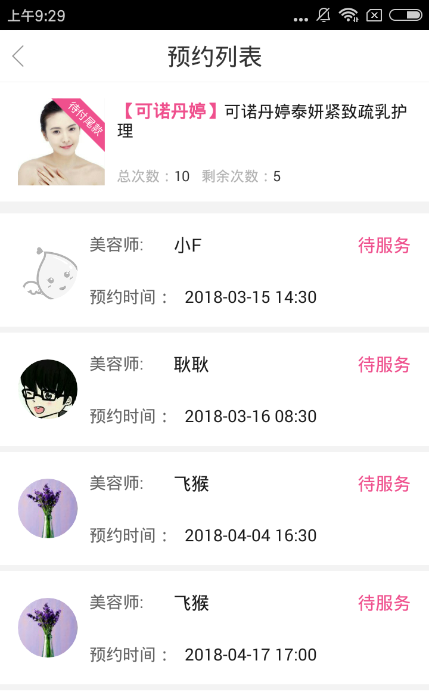 上午9:29
预约列表
待付尾款
【可诺丹婷】可诺丹婷泰妍紧致疏乳护
理
总次数：10 剩余次数：5
美容师: 小F 待服务
预约时间： 2018-03-15 14:30
美容师: 耿耿 待服务
预约时间： 2018-03-16 08:30
美容师: 飞猴 待服务
预约时间： 2018-04-04 16:30
美容师: 飞猴 待服务
预约时间： 2018-04-17 17:00